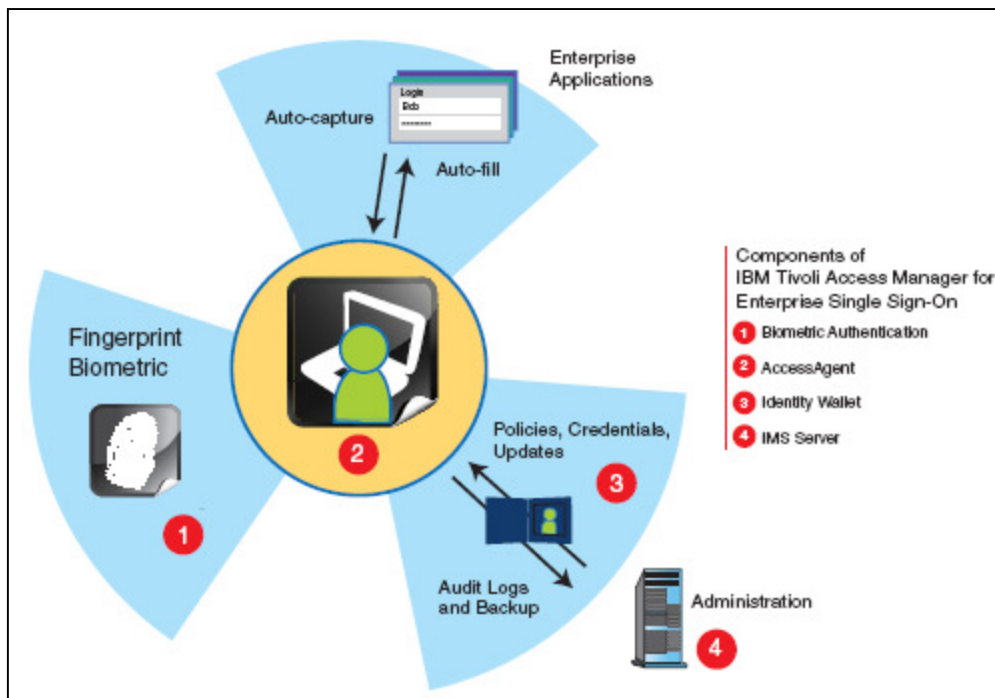 Enterprise
Applications
Login
Bob
********
Auto-capture
Auto-fill
Fingerprint
Biometric
1
2
Policies, Credentials,
Updates
3
Audit Logs
and Backup
Administration
4
Components of
IBM Tivoli Access Manager for
Enterprise Single Sign-On
1 Biometric Authentication
2 AccessAgent
3 Identity Wallet
4 IMS Server